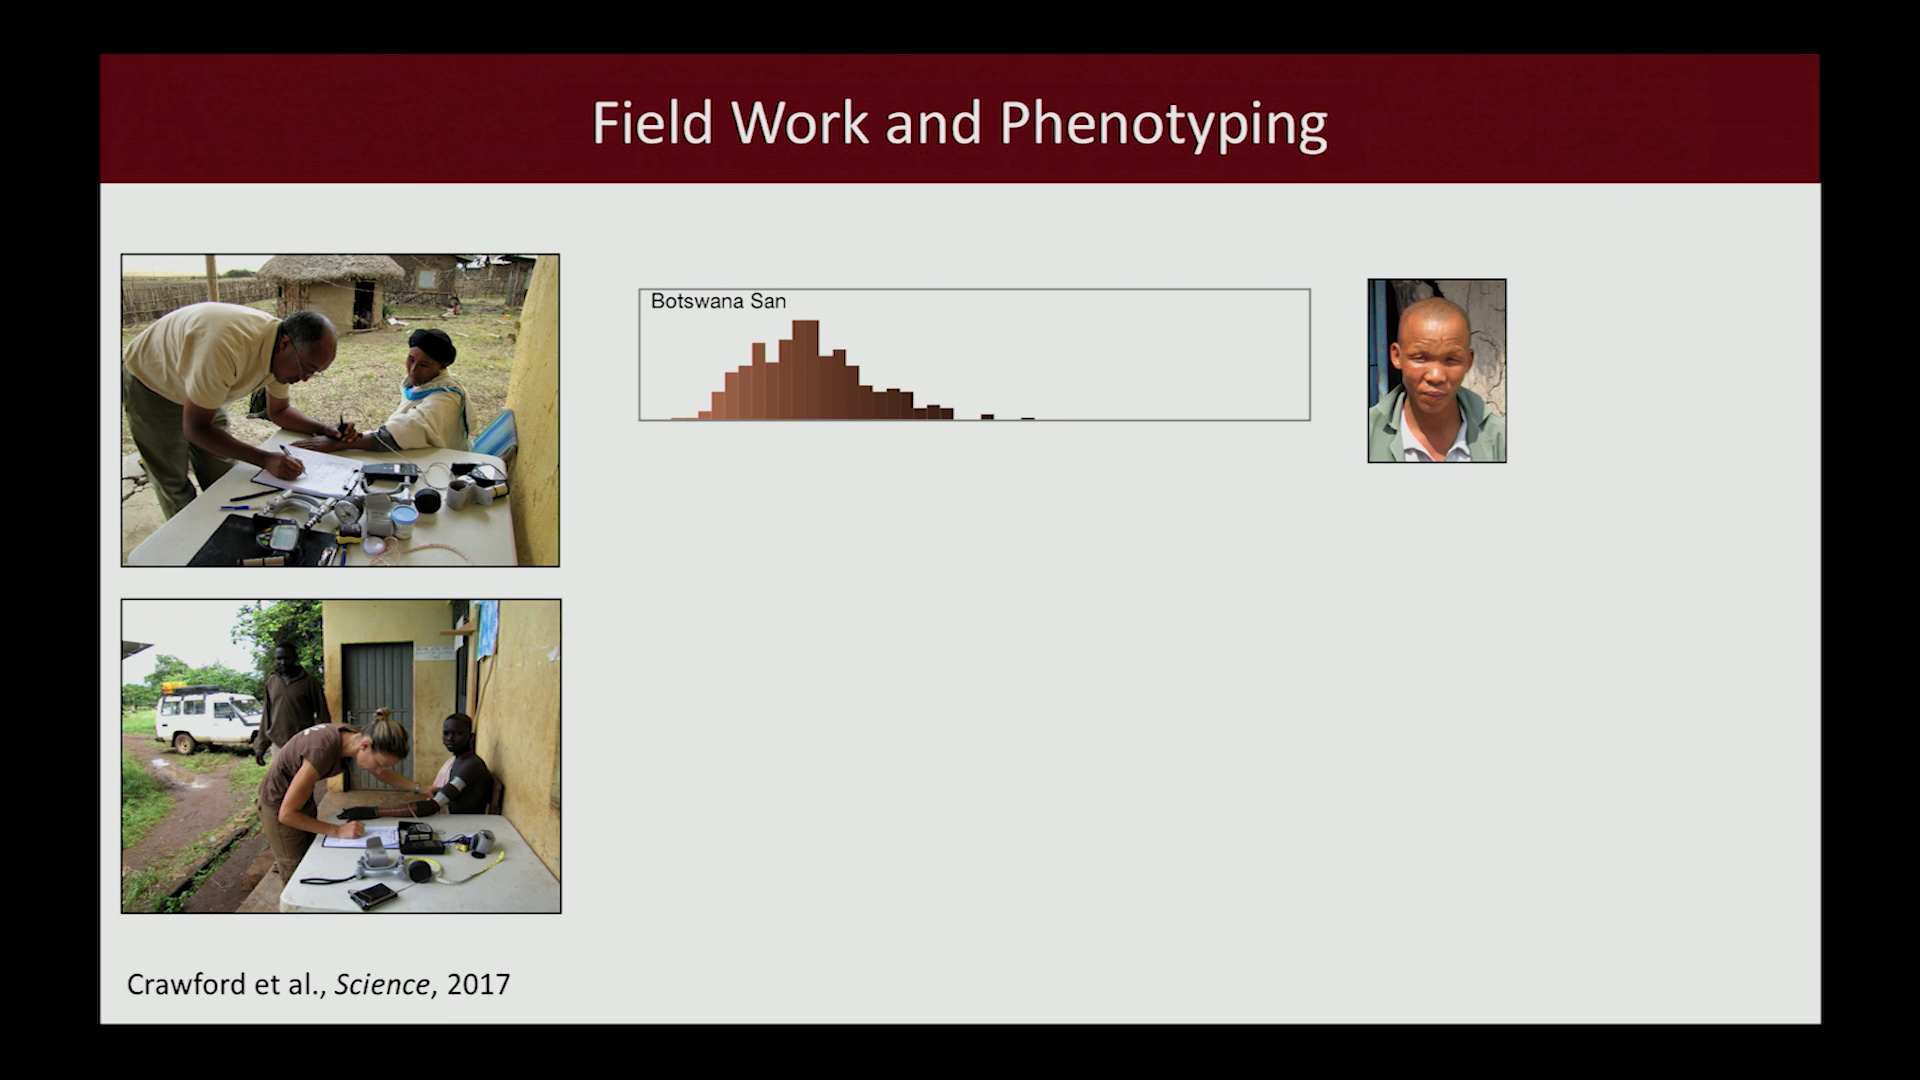 Field Work and Phenotyping
Botswana San
Crawford et al., Science, 2017